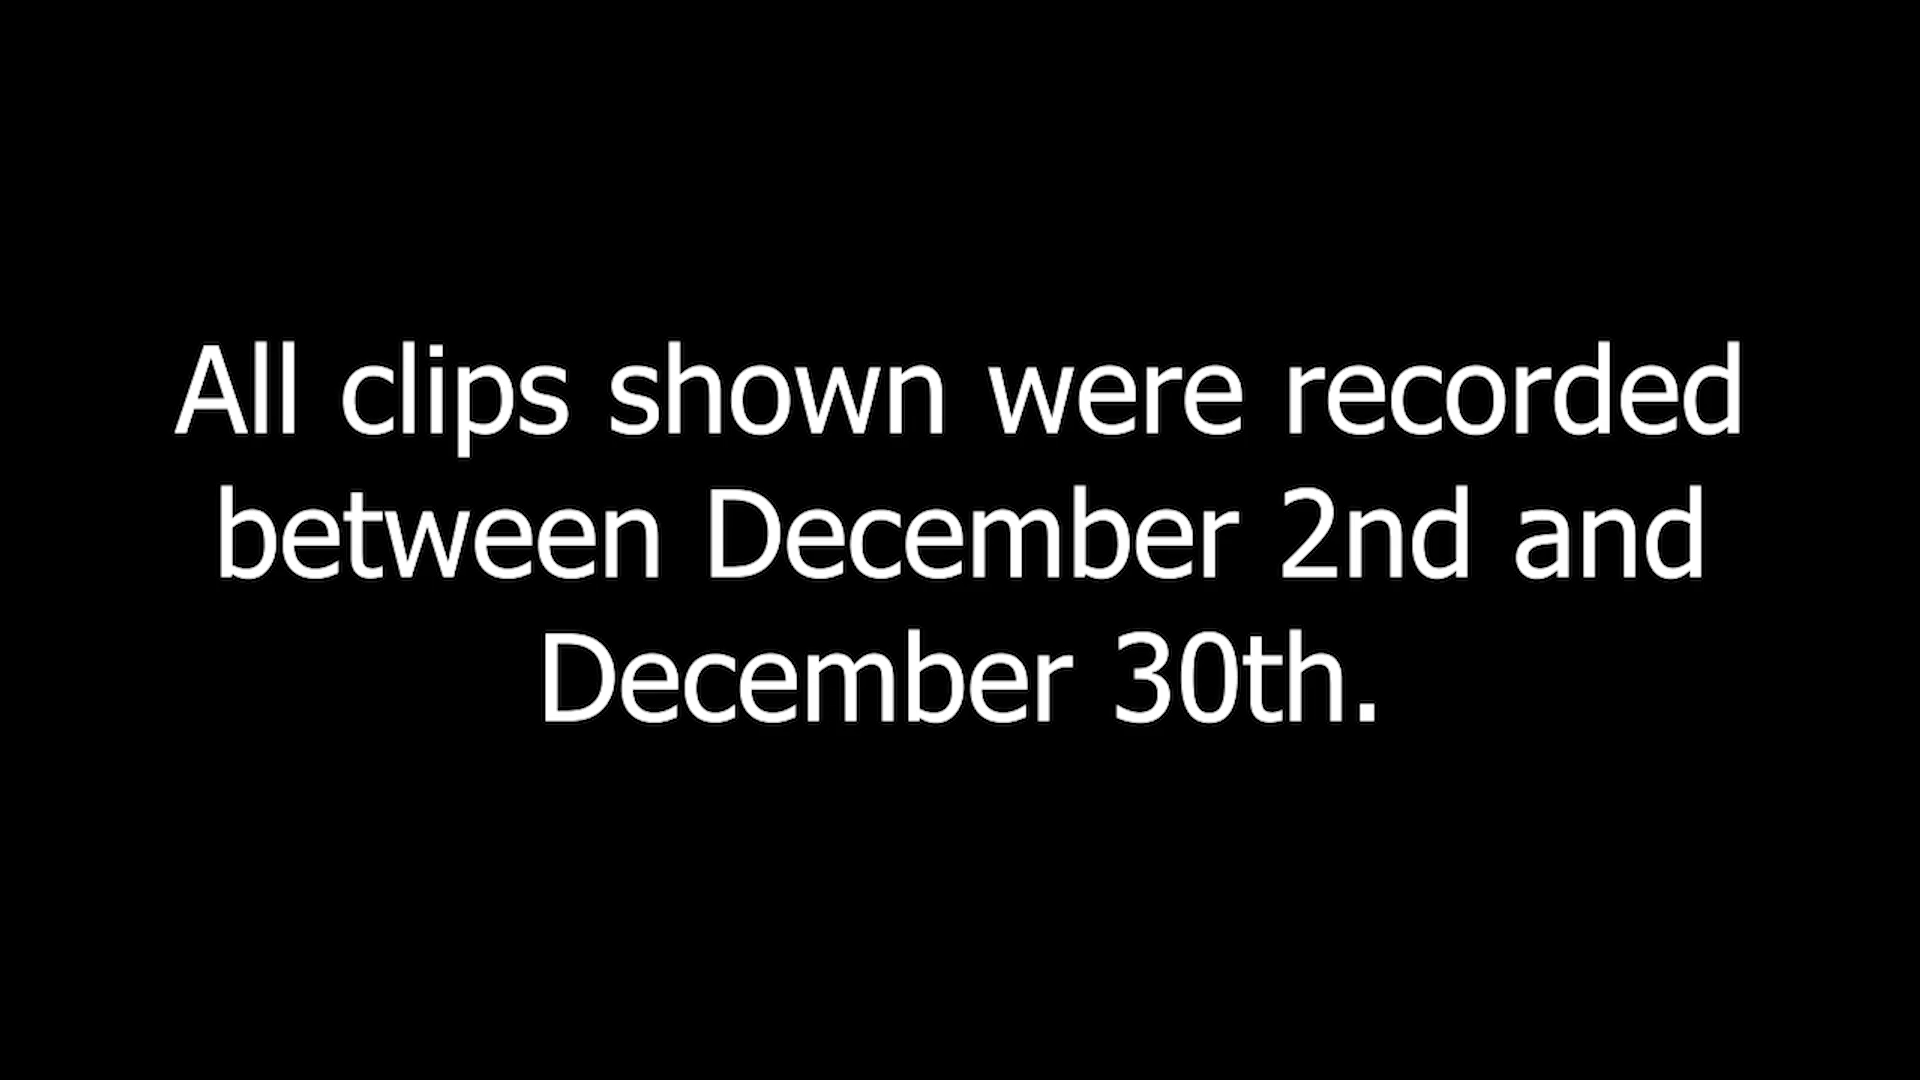 All clips shown were recorded
between December 2nd and
December 30th.